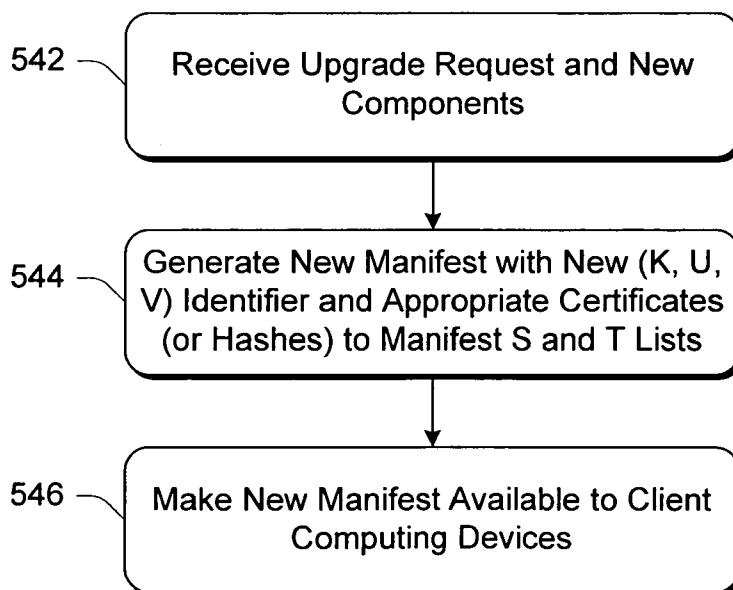 542
Receive Upgrade Request and New
Components
544
Generate New Manifest with New (K, U,
V) Identifier and Appropriate Certificates
(or Hashes) to Manifest S and T Lists
546
Make New Manifest Available to Client
Computing Devices